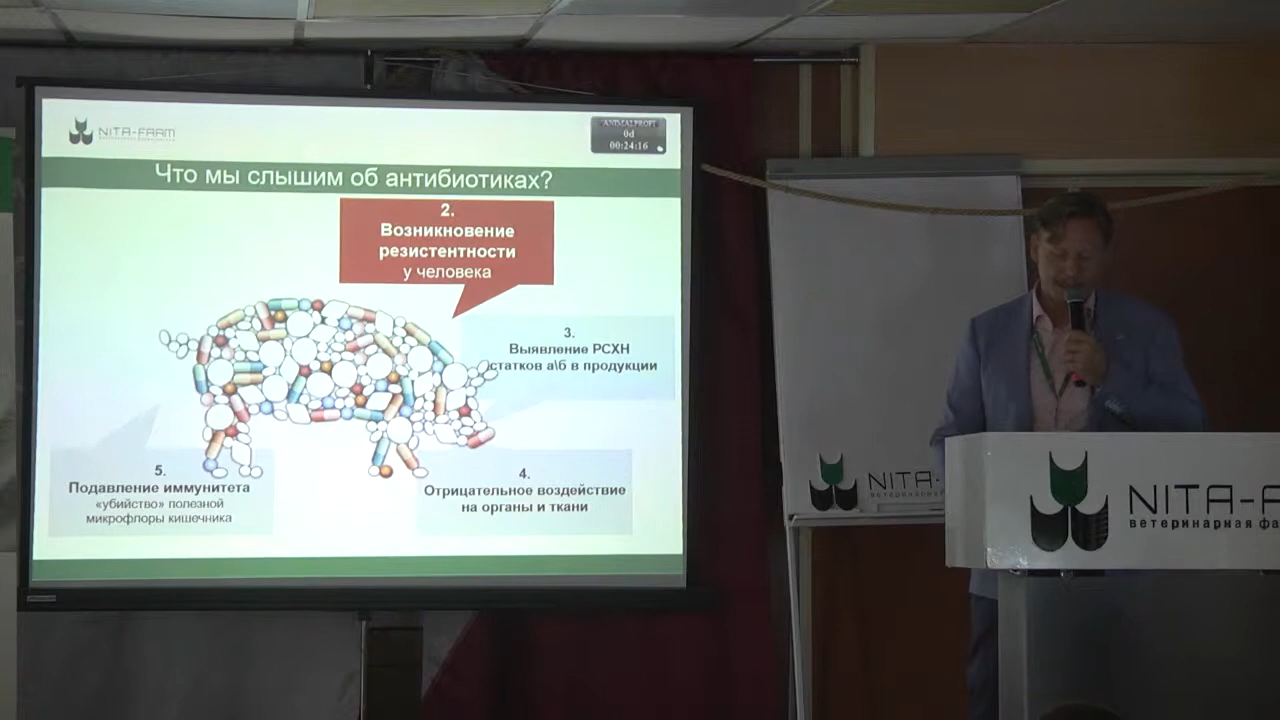 NITA-FARM
ANIMALPROFI
0d
00:24:16
Что мы слышим об антибиотиках?
2.
Возникновение
резистентности
у человека
3.
Выявление РСХН
статков а\б в продукции
4.
Отрицательное воздействие
на органы и ткани
5.
Подавление иммунитета
«убийство» полезной
микрофлоры кишечника
NITA-
ветеринарная
NITA-F
ветеринарная фа